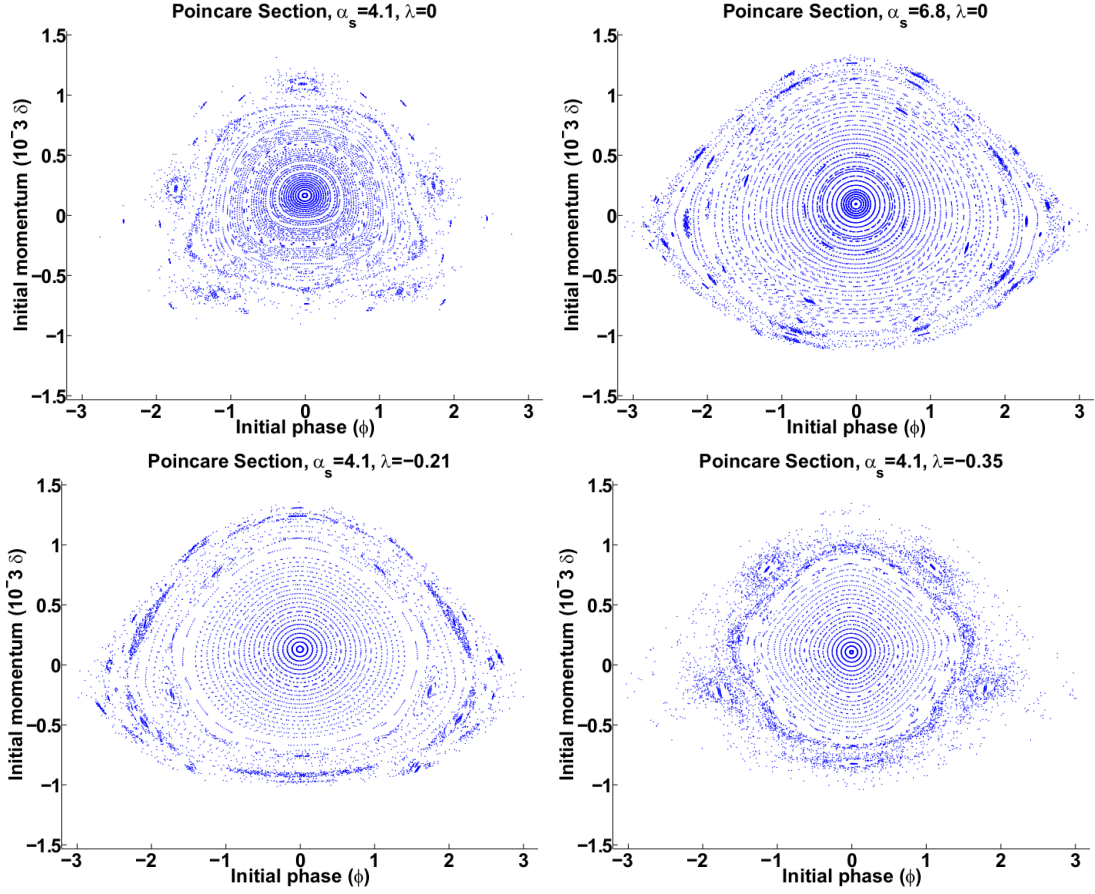 Poincare Section, α_s=4.1, λ=0
1.5
1
0.5
0
−0.5
−1
−1.5
Initial momentum (10^-3 δ)
−3 −2 −1 0 1 2 3
Initial phase (ϕ)
Poincare Section, α_s=6.8, λ=0
1.5
1
0.5
0
−0.5
−1
−1.5
Initial momentum (10^-3 δ)
−3 −2 −1 0 1 2 3
Initial phase (ϕ)
Poincare Section, α_s=4.1, λ=−0.21
1.5
1
0.5
0
−0.5
−1
−1.5
Initial momentum (10^-3 δ)
−3 −2 −1 0 1 2 3
Initial phase (ϕ)
Poincare Section, α_s=4.1, λ=−0.35
1.5
1
0.5
0
−0.5
−1
−1.5
Initial momentum (10^-3 δ)
−3 −2 −1 0 1 2 3
Initial phase (ϕ)